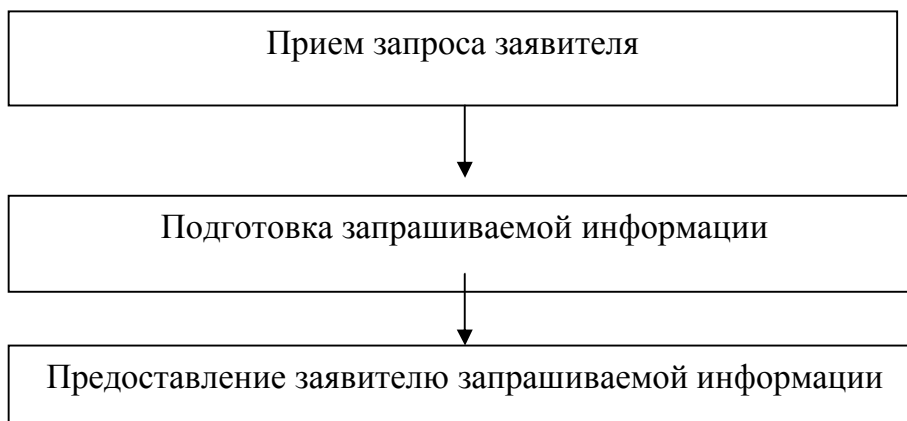 Прием запроса заявителя
Подготовка запрашиваемой информации
Предоставление заявителю запрашиваемой информации